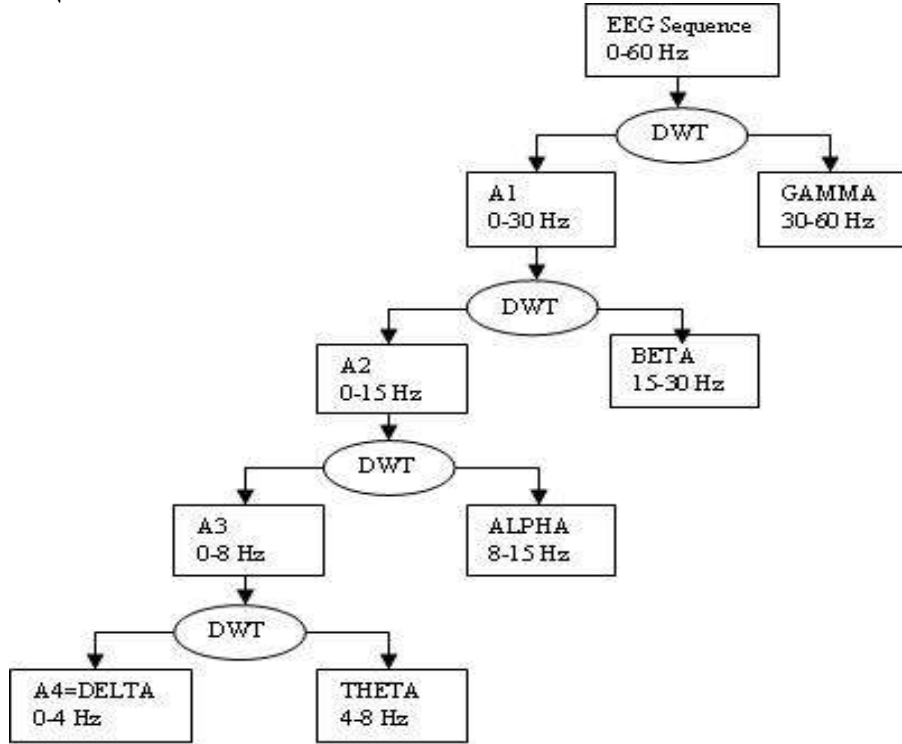 EEG Sequence
0-60 Hz
DWT
A1
0-30 Hz
GAMMA
30-60 Hz
DWT
A2
0-15 Hz
BETA
15-30 Hz
DWT
A3
0-8 Hz
ALPHA
8-15 Hz
DWT
A4=DELTA
0-4 Hz
THETA
4-8 Hz